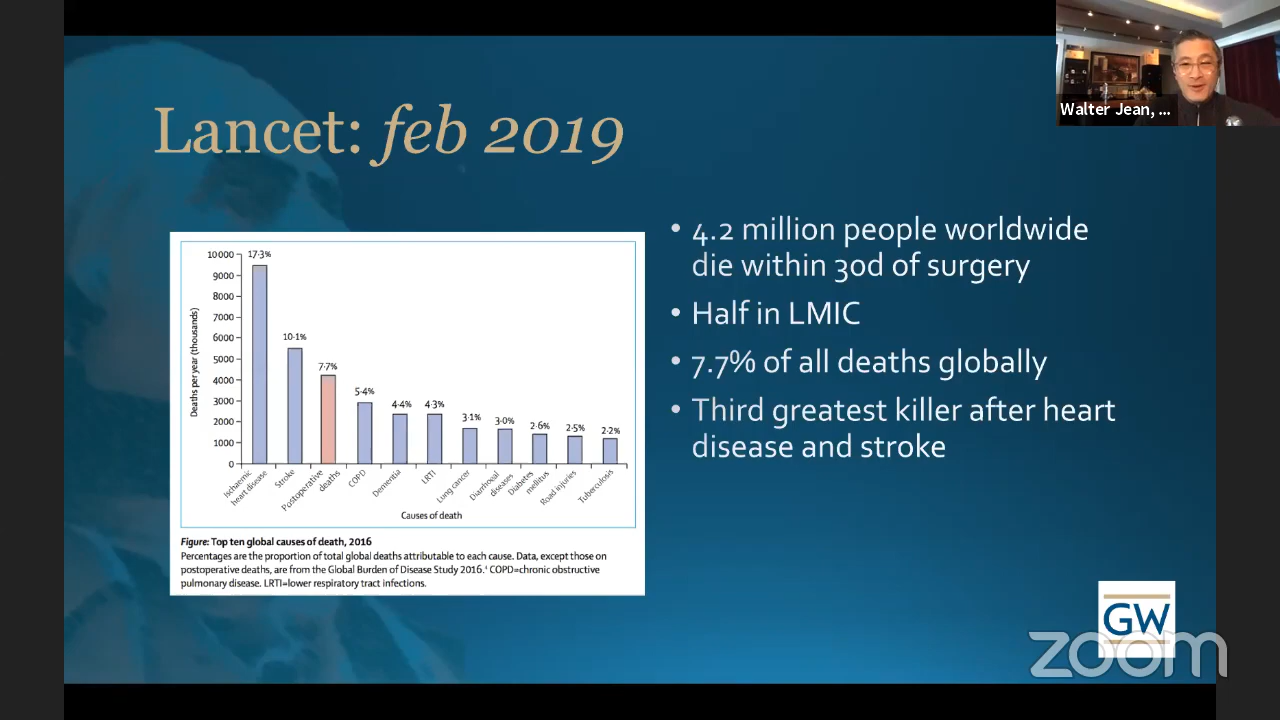 Walter Jean, ...
Lancet: feb 2019
• 4.2 million people worldwide
die within 30d of surgery
• Half in LMIC
• 7.7% of all deaths globally
• Third greatest killer after heart
disease and stroke
Deaths per year (thousands)
10000
9000
8000
7000
6000
5000
4000
3000
2000
1000
0
17·3%
10·1%
7·7%
5·4%
4·4%
4·3%
3·1%
3·0%
2·6%
2·5%
2·2%
Ischaemic
heart disease
Stroke
Postoperative
deaths
COPD
Dementia
LRTI
Lung cancer
Diarrhoeal
diseases
Diabetes
mellitus
Road injuries
Tuberculosis
Causes of death
Figure: Top ten global causes of death, 2016
Percentages are the proportion of total global deaths attributable to each cause. Data, except those on
postoperative deaths, are from the Global Burden of Disease Study 2016.⁴ COPD=chronic obstructive
pulmonary disease. LRTI=lower respiratory tract infections.
GW
zoom